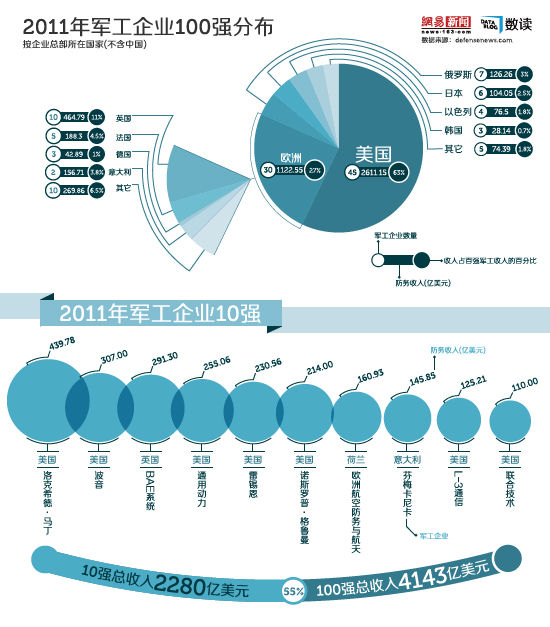 2011年军工企业100强分布
按企业总部所在国家(不含中国)
網易 新闻
news·163·com
DATA BLOG
数读
数据来源：defensenews.com
10 464.79 11% 英国
5 188.3 4.5% 法国
3 42.89 1% 德国
2 156.71 3.8% 意大利
10 269.86 6.5% 其它
欧洲
30 1122.55 27%
美国
45 2611.15 63%
俄罗斯 7 126.26 3%
日本 6 104.05 2.5%
以色列 4 76.5 1.8%
韩国 3 28.14 0.7%
其它 5 74.39 1.8%
军工企业数量
收入占百强军工收入的百分比
防务收入(亿美元)
2011年军工企业10强
防务收入(亿美元)
439.78
307.00
291.30
255.06
230.56
214.00
160.93
145.85
125.21
110.00
美国
美国
英国
美国
美国
美国
荷兰
意大利
美国
美国
洛克希德·马丁
波音
BAE系统
通用动力
雷锡恩
诺斯罗普·格鲁曼
欧洲航空防务与航天
芬梅卡尼卡
L-3通信
联合技术
军工企业
10强总收入2280亿美元
55%
100强总收入4143亿美元